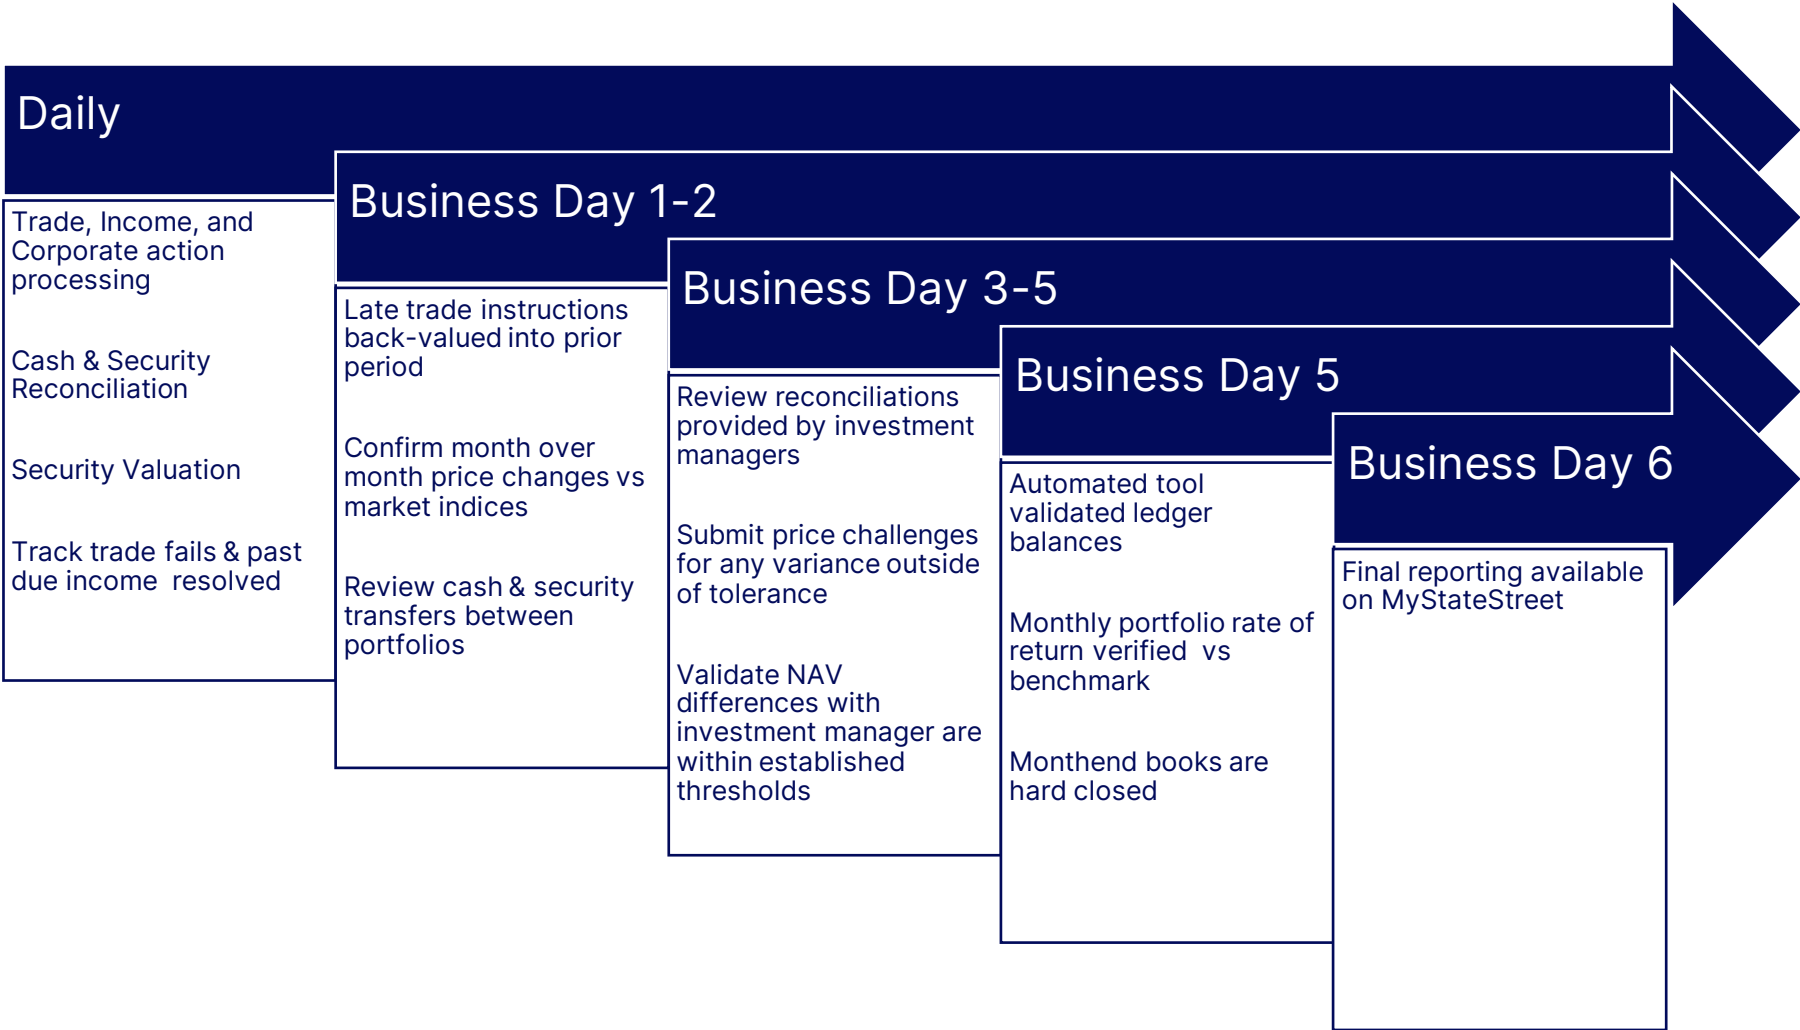 Daily
Trade, Income, and
Corporate action
processing
Cash & Security
Reconciliation
Security Valuation
Track trade fails & past
due income  resolved
Business Day 1-2
Late trade instructions
back-valued into prior
period
Confirm month over
month price changes vs
market indices
Review cash & security
transfers between
portfolios
Business Day 3-5
Review reconciliations
provided by investment
managers
Submit price challenges
for any variance outside
of tolerance
Validate NAV
differences with
investment manager are
within established
thresholds
Business Day 5
Automated tool
validated ledger
balances
Monthly portfolio rate of
return verified  vs
benchmark
Monthend books are
hard closed
Business Day 6
Final reporting available
on MyStateStreet